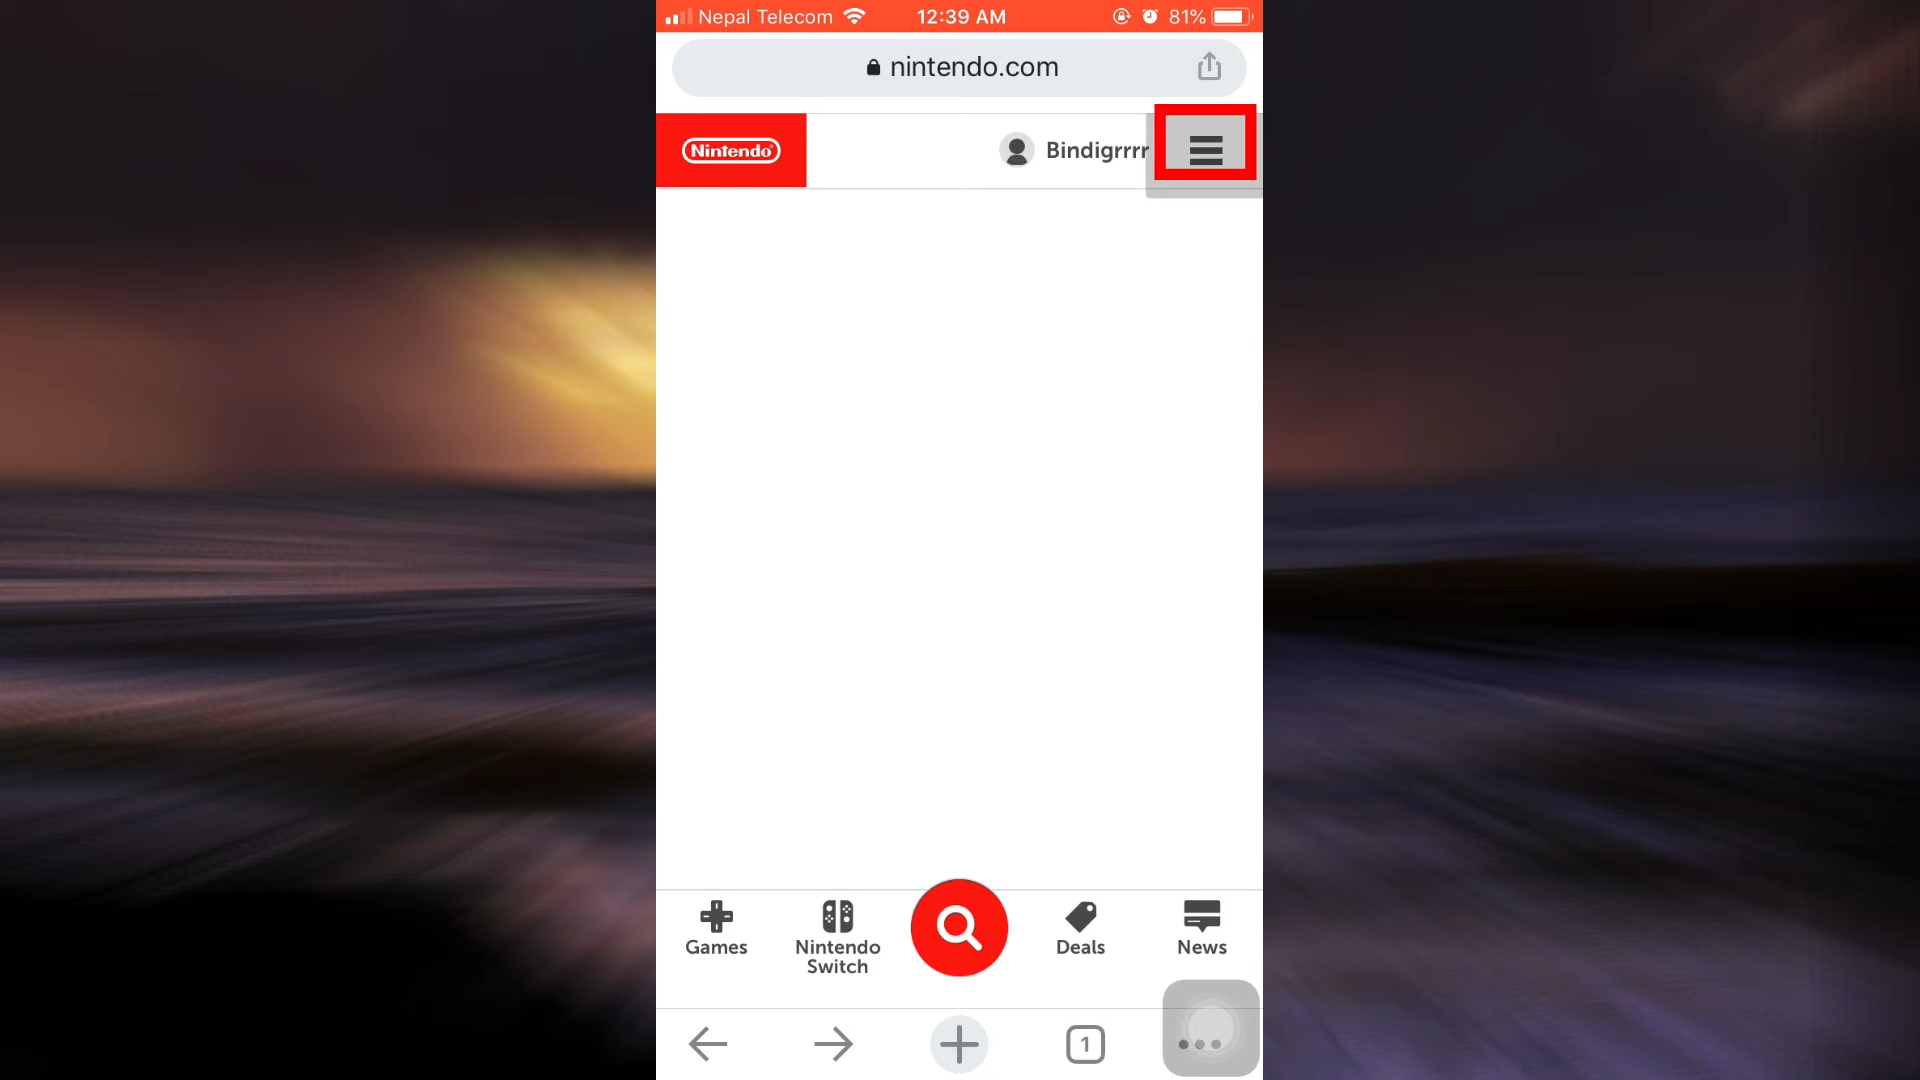 Nepal Telecom 12:39 AM 81%
nintendo.com
Nintendo Bindigrrrr
Games
Nintendo
Switch
Deals
News
1